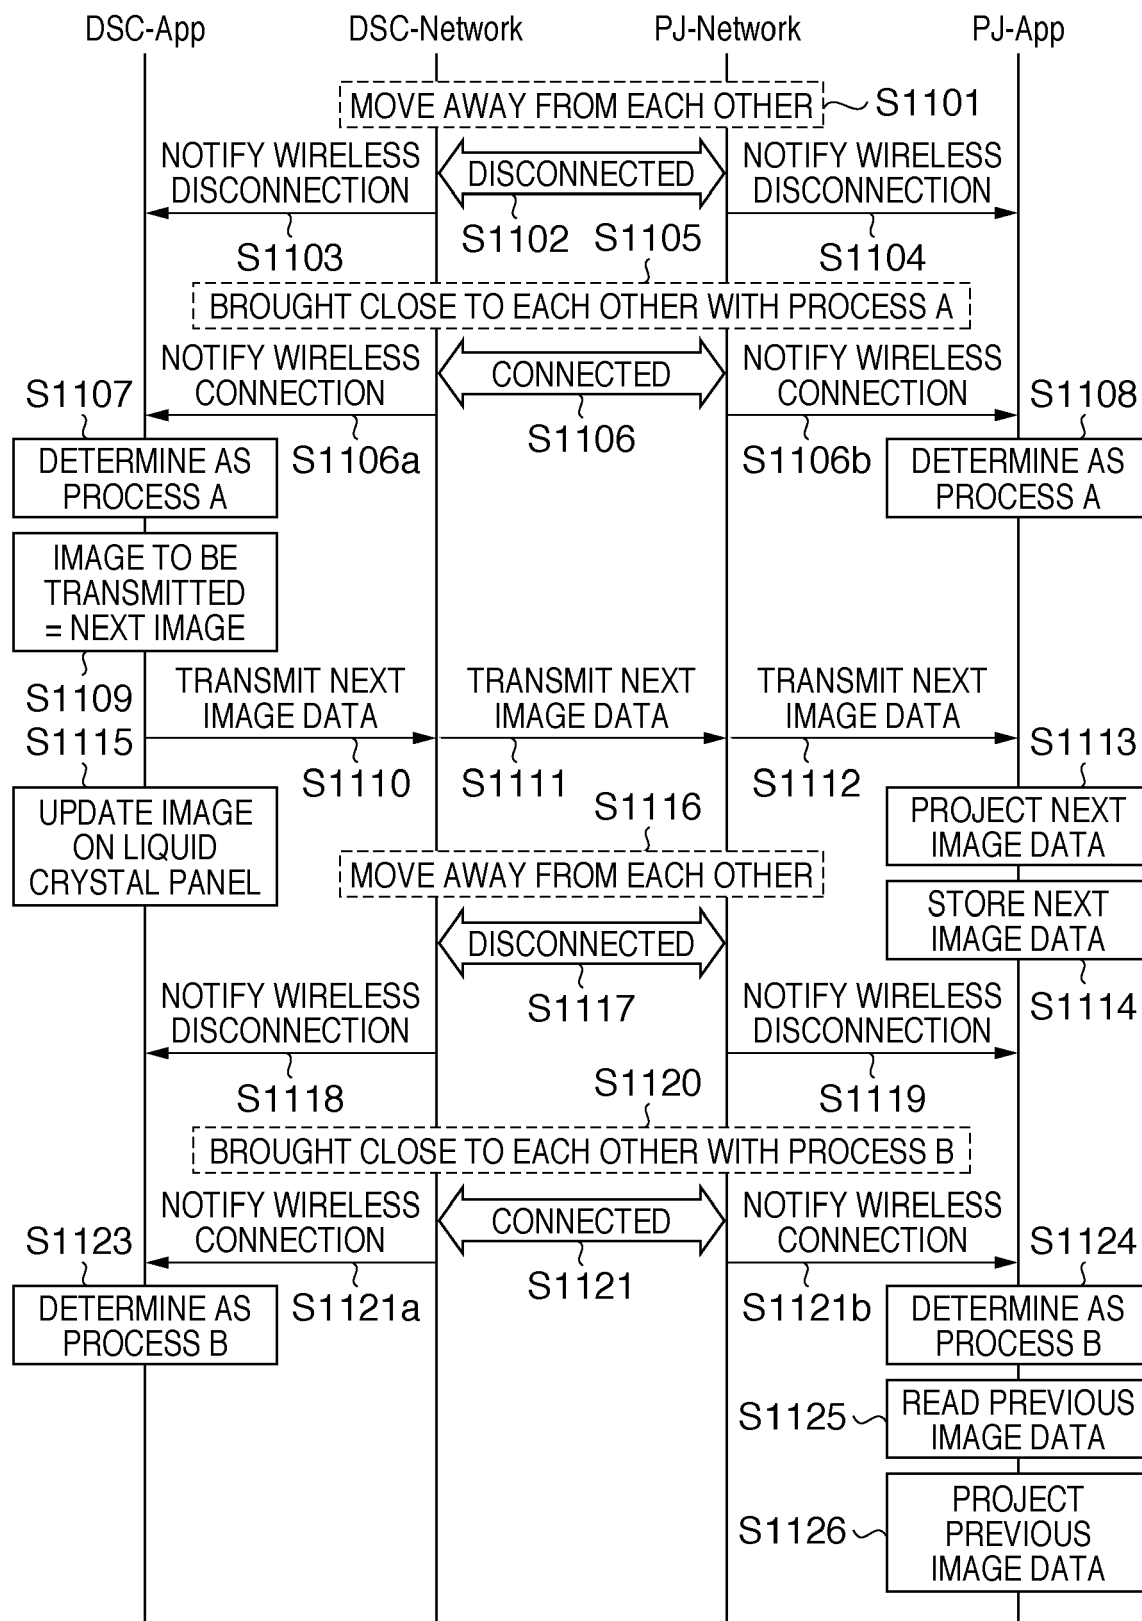 DSC-App DSC-Network PJ-Network PJ-App
MOVE AWAY FROM EACH OTHER S1101
NOTIFY WIRELESS
DISCONNECTION
DISCONNECTED
NOTIFY WIRELESS
DISCONNECTION
S1103
S1102
S1105
S1104
BROUGHT CLOSE TO EACH OTHER WITH PROCESS A
NOTIFY WIRELESS
CONNECTION
CONNECTED
NOTIFY WIRELESS
CONNECTION
S1107
S1106a
S1106
S1106b
S1108
DETERMINE AS
PROCESS A
DETERMINE AS
PROCESS A
IMAGE TO BE
TRANSMITTED
= NEXT IMAGE
S1109
TRANSMIT NEXT
IMAGE DATA
TRANSMIT NEXT
IMAGE DATA
TRANSMIT NEXT
IMAGE DATA
S1115
S1110
S1111
S1112
S1113
UPDATE IMAGE
ON LIQUID
CRYSTAL PANEL
S1116
PROJECT NEXT
IMAGE DATA
MOVE AWAY FROM EACH OTHER
STORE NEXT
IMAGE DATA
S1114
DISCONNECTED
S1117
NOTIFY WIRELESS
DISCONNECTION
NOTIFY WIRELESS
DISCONNECTION
S1118
S1120
S1119
BROUGHT CLOSE TO EACH OTHER WITH PROCESS B
NOTIFY WIRELESS
CONNECTION
CONNECTED
NOTIFY WIRELESS
CONNECTION
S1123
S1121a
S1121
S1121b
S1124
DETERMINE AS
PROCESS B
DETERMINE AS
PROCESS B
S1125
READ PREVIOUS
IMAGE DATA
S1126
PROJECT
PREVIOUS
IMAGE DATA